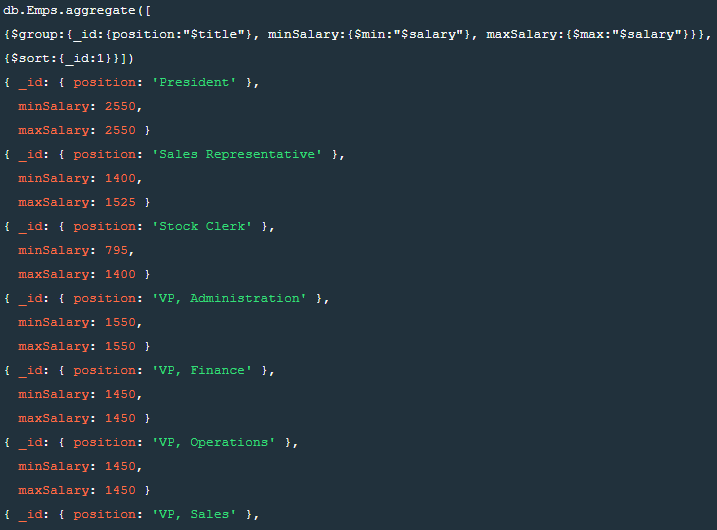 db.Emps.aggregate([
{$group:{_id:{position:"$title"}, minSalary:{$min:"$salary"}, maxSalary:{$max:"$salary"}}},
{$sort:{_id:1}}])
{ _id: { position: 'President' },
  minSalary: 2550,
  maxSalary: 2550 }
{ _id: { position: 'Sales Representative' },
  minSalary: 1400,
  maxSalary: 1525 }
{ _id: { position: 'Stock Clerk' },
  minSalary: 795,
  maxSalary: 1400 }
{ _id: { position: 'VP, Administration' },
  minSalary: 1550,
  maxSalary: 1550 }
{ _id: { position: 'VP, Finance' },
  minSalary: 1450,
  maxSalary: 1450 }
{ _id: { position: 'VP, Operations' },
  minSalary: 1450,
  maxSalary: 1450 }
{ _id: { position: 'VP, Sales' },